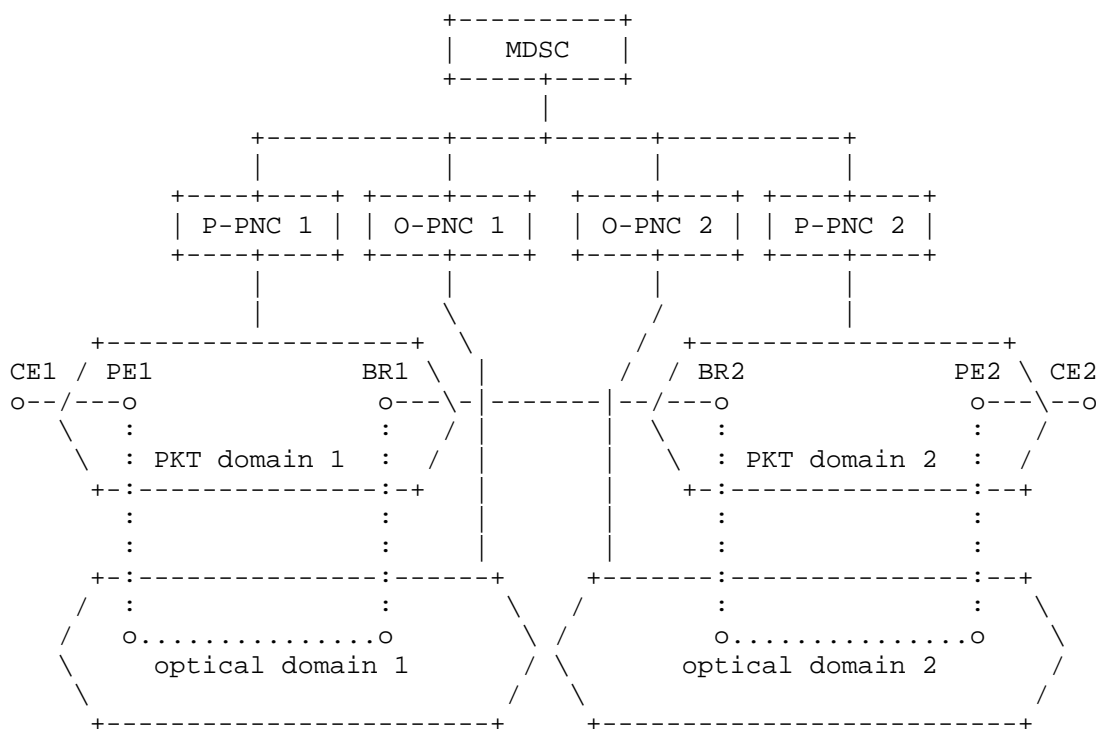 MDSC
P-PNC 1 O-PNC 1 O-PNC 2 P-PNC 2
CE1 PE1 BR1 BR2 PE2 CE2
PKT domain 1 PKT domain 2
optical domain 1 optical domain 2